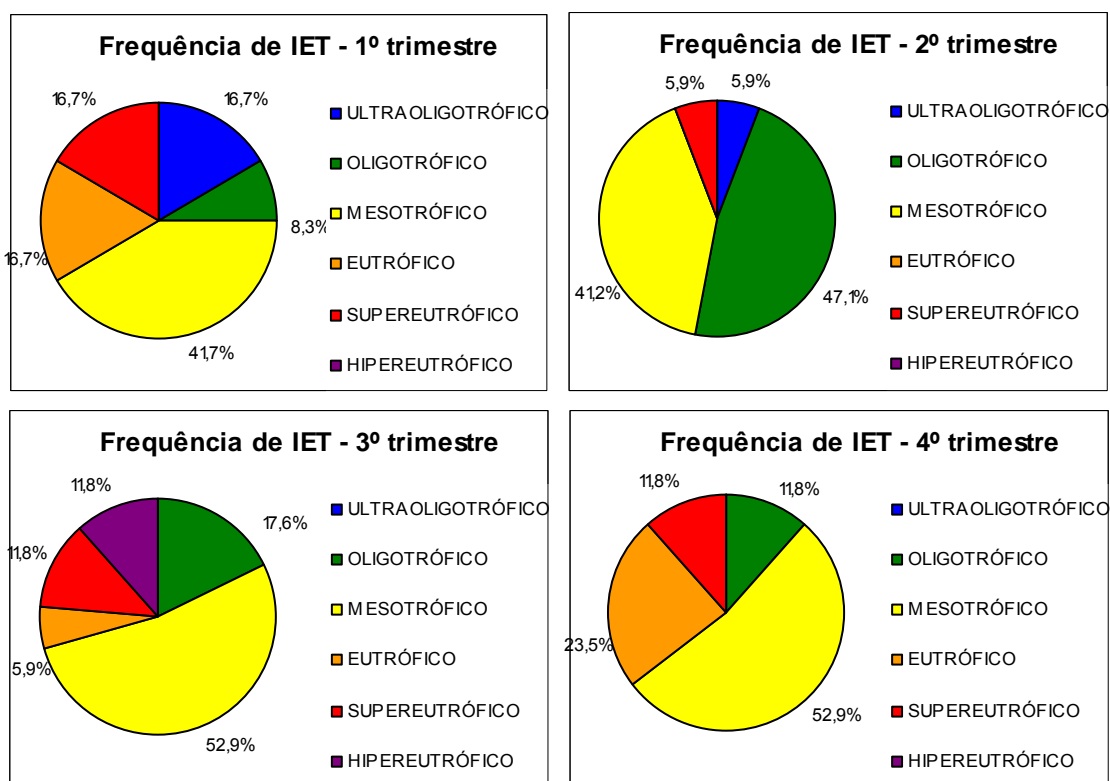 Frequência de IET - 1º trimestre
16,7%
16,7%
8,3%
41,7%
16,7%
ULTRAOLIGOTRÓFICO
OLIGOTRÓFICO
MESOTRÓFICO
EUTRÓFICO
SUPEREUTRÓFICO
HIPEREUTRÓFICO
Frequência de IET - 2º trimestre
5,9%
5,9%
47,1%
41,2%
ULTRAOLIGOTRÓFICO
OLIGOTRÓFICO
MESOTRÓFICO
EUTRÓFICO
SUPEREUTRÓFICO
HIPEREUTRÓFICO
Frequência de IET - 3º trimestre
11,8%
17,6%
11,8%
5,9%
52,9%
ULTRAOLIGOTRÓFICO
OLIGOTRÓFICO
MESOTRÓFICO
EUTRÓFICO
SUPEREUTRÓFICO
HIPEREUTRÓFICO
Frequência de IET - 4º trimestre
11,8%
11,8%
23,5%
52,9%
ULTRAOLIGOTRÓFICO
OLIGOTRÓFICO
MESOTRÓFICO
EUTRÓFICO
SUPEREUTRÓFICO
HIPEREUTRÓFICO